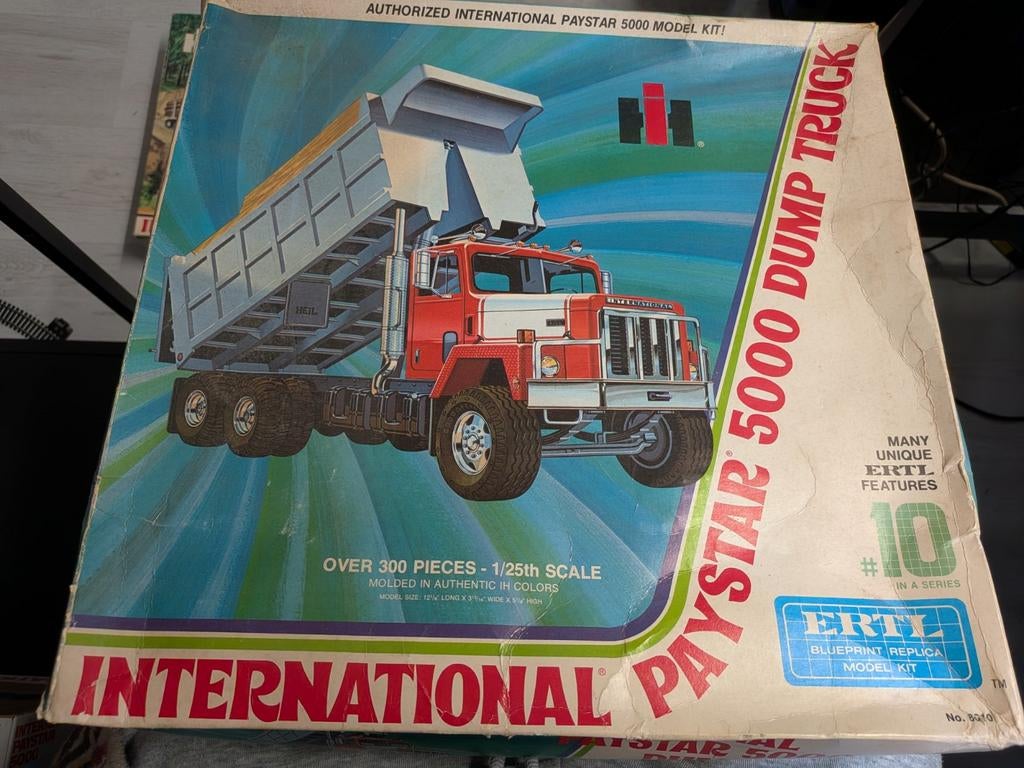 AUTHORIZED INTERNATIONAL PAYSTAR 5000 MODEL KIT!
IH®
HEIL
INTERNATIONAL
OVER 300 PIECES - 1/25th SCALE
MOLDED IN AUTHENTIC IH COLORS
INTERNATIONAL®
PAYSTAR® 5000 DUMP TRUCK
MANY
UNIQUE
ERTL
FEATURES
#10
IN A SERIES
ERTL
BLUEPRINT REPLICA
MODEL KIT
TM
PAYSTAR
5000